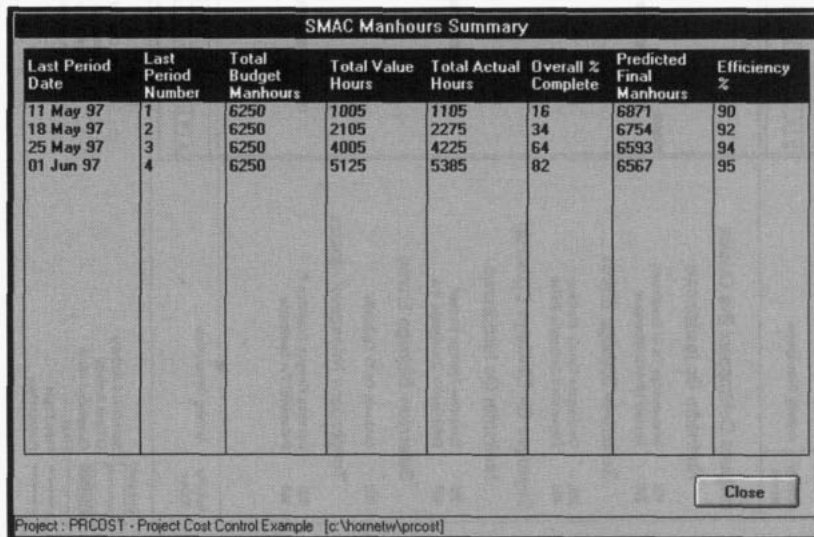 SMAC Manhours Summary
Last Period Date Last Period Number Total Budget Manhours Total Value Hours Total Actual Hours Overall % Complete Predicted Final Manhours Efficiency %
11 May 97 1 6250 1005 1105 16 6871 90
18 May 97 2 6250 2105 2275 34 6754 92
25 May 97 3 6250 4005 4225 64 6593 94
01 Jun 97 4 6250 5125 5385 82 6567 95
Close
Project : PRCOST - Project Cost Control Example [c:\hornetw\prcost]